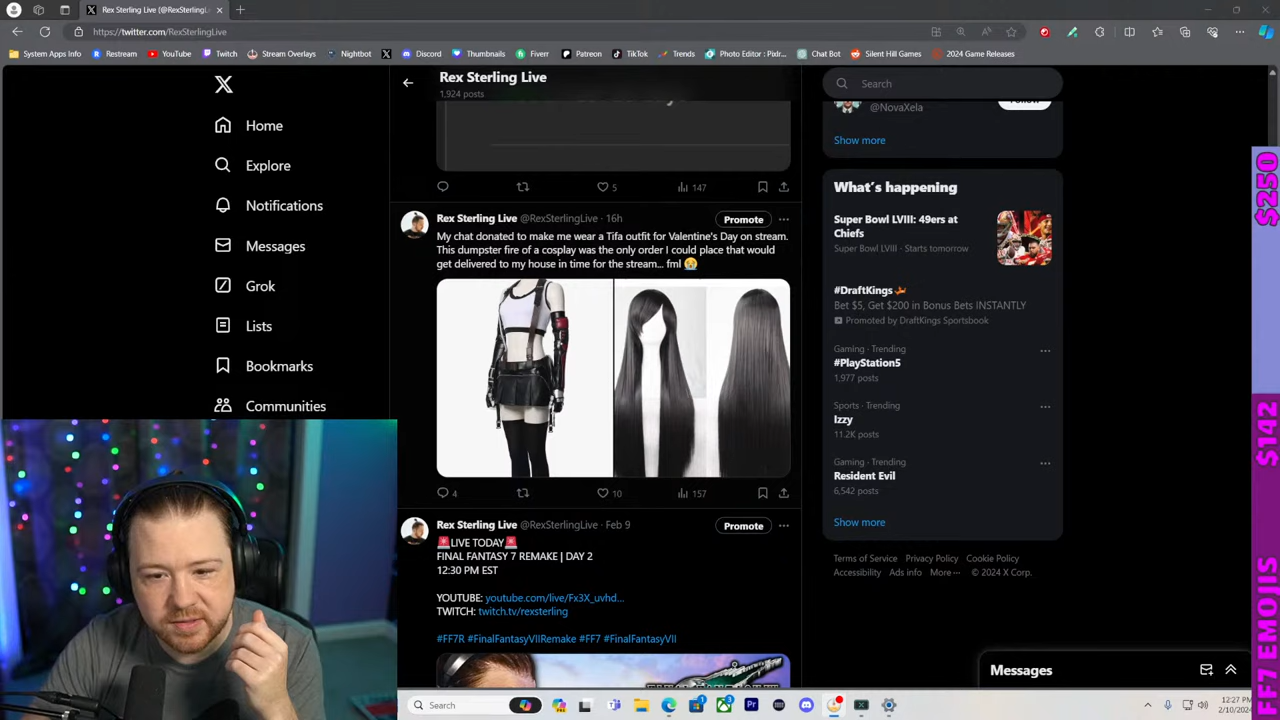 Rex Sterling Live (@RexSterlingL
https://twitter.com/RexSterlingLive
System Apps Info
Restream
YouTube
Twitch
Stream Overlays
Nightbot
Discord
Thumbnails
Fiverr
Patreon
TikTok
Trends
Photo Editor : Pixlr...
Chat Bot
Silent Hill Games
2024 Game Releases
Home
Explore
Notifications
Messages
Grok
Lists
Bookmarks
Communities
Rex Sterling Live
1,924 posts
5
147
Rex Sterling Live @RexSterlingLive · 16h
Promote
My chat donated to make me wear a Tifa outfit for Valentine's Day on stream.
This dumpster fire of a cosplay was the only order I could place that would
get delivered to my house in time for the stream... fml 😭
4
10
157
Rex Sterling Live @RexSterlingLive · Feb 9
Promote
🚨LIVE TODAY🚨
FINAL FANTASY 7 REMAKE | DAY 2
12:30 PM EST
YOUTUBE: youtube.com/live/Fx3X_uvhd...
TWITCH: twitch.tv/rexsterling
#FF7R #FinalFantasyVIIRemake #FF7 #FinalFantasyVII
Search
@NovaXela
Show more
What's happening
Super Bowl LVIII: 49ers at
Chiefs
Super Bowl LVIII · Starts tomorrow
#DraftKings
Bet $5, Get $200 in Bonus Bets INSTANTLY
Promoted by DraftKings Sportsbook
Gaming · Trending
#PlayStation5
1,977 posts
Sports · Trending
Izzy
11.2K posts
Gaming · Trending
Resident Evil
6,542 posts
Show more
Terms of Service Privacy Policy Cookie Policy
Accessibility Ads info More ··· © 2024 X Corp.
Messages
$250
$142
FF7 EMOJIS
Search
12:27 PM
2/10/2024